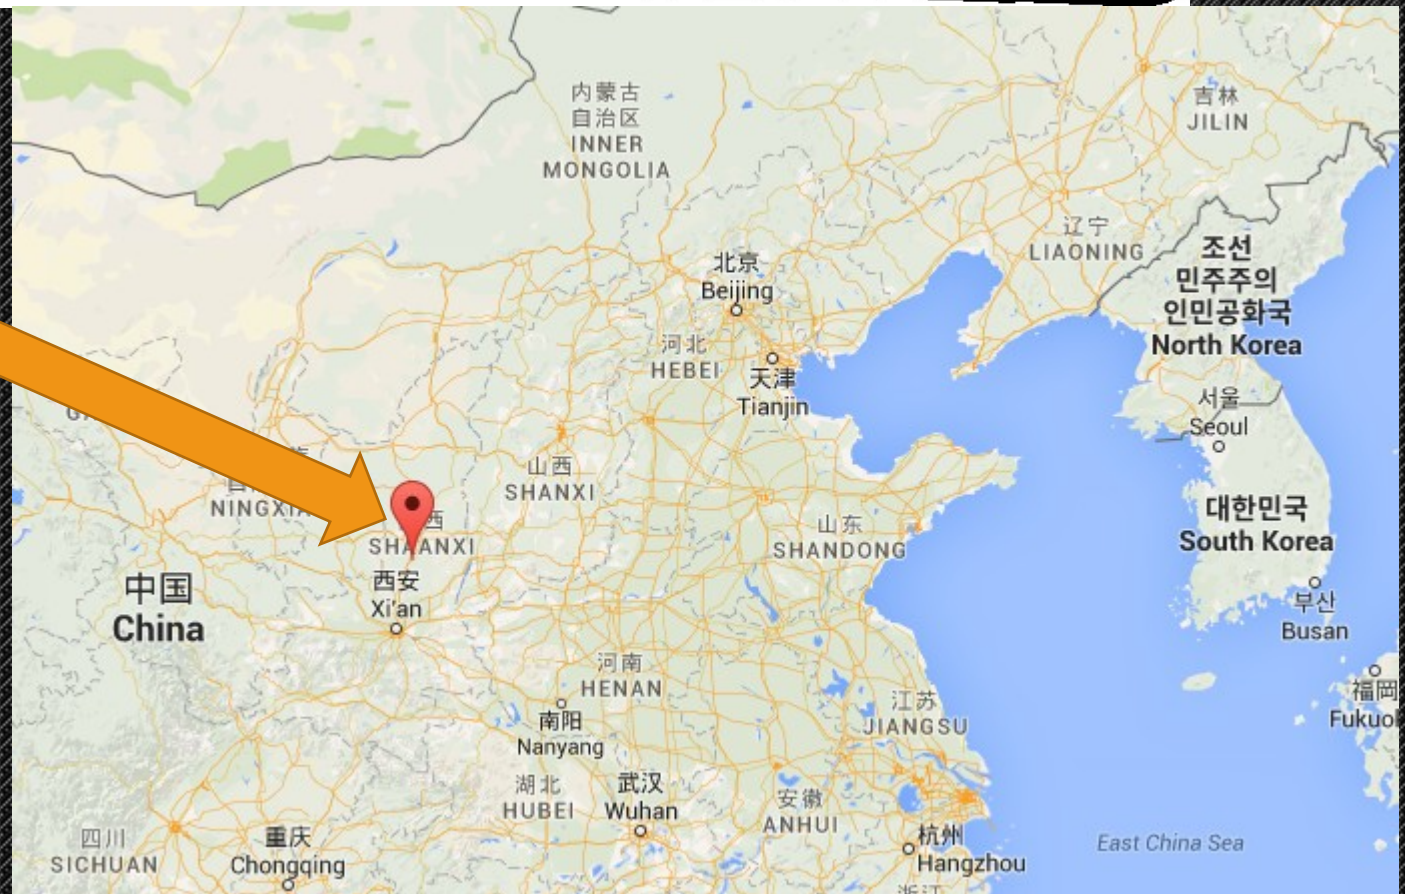 内蒙古
自治区
INNER
MONGOLIA
吉林
JILIN
辽宁
LIAONING
조선
민주주의
인민공화국
North Korea
北京
Beijing
河北
HEBEI
天津
Tianjin
서울
Seoul
山西
SHANXI
NINGXIA
西
SHAANXI
山东
SHANDONG
대한민국
South Korea
中国
China
西安
Xi'an
부산
Busan
河南
HENAN
江苏
JIANGSU
福岡
南阳
Nanyang
湖北
HUBEI
武汉
Wuhan
安徽
ANHUI
四川
SICHUAN
重庆
Chongqing
杭州
Hangzhou
East China Sea